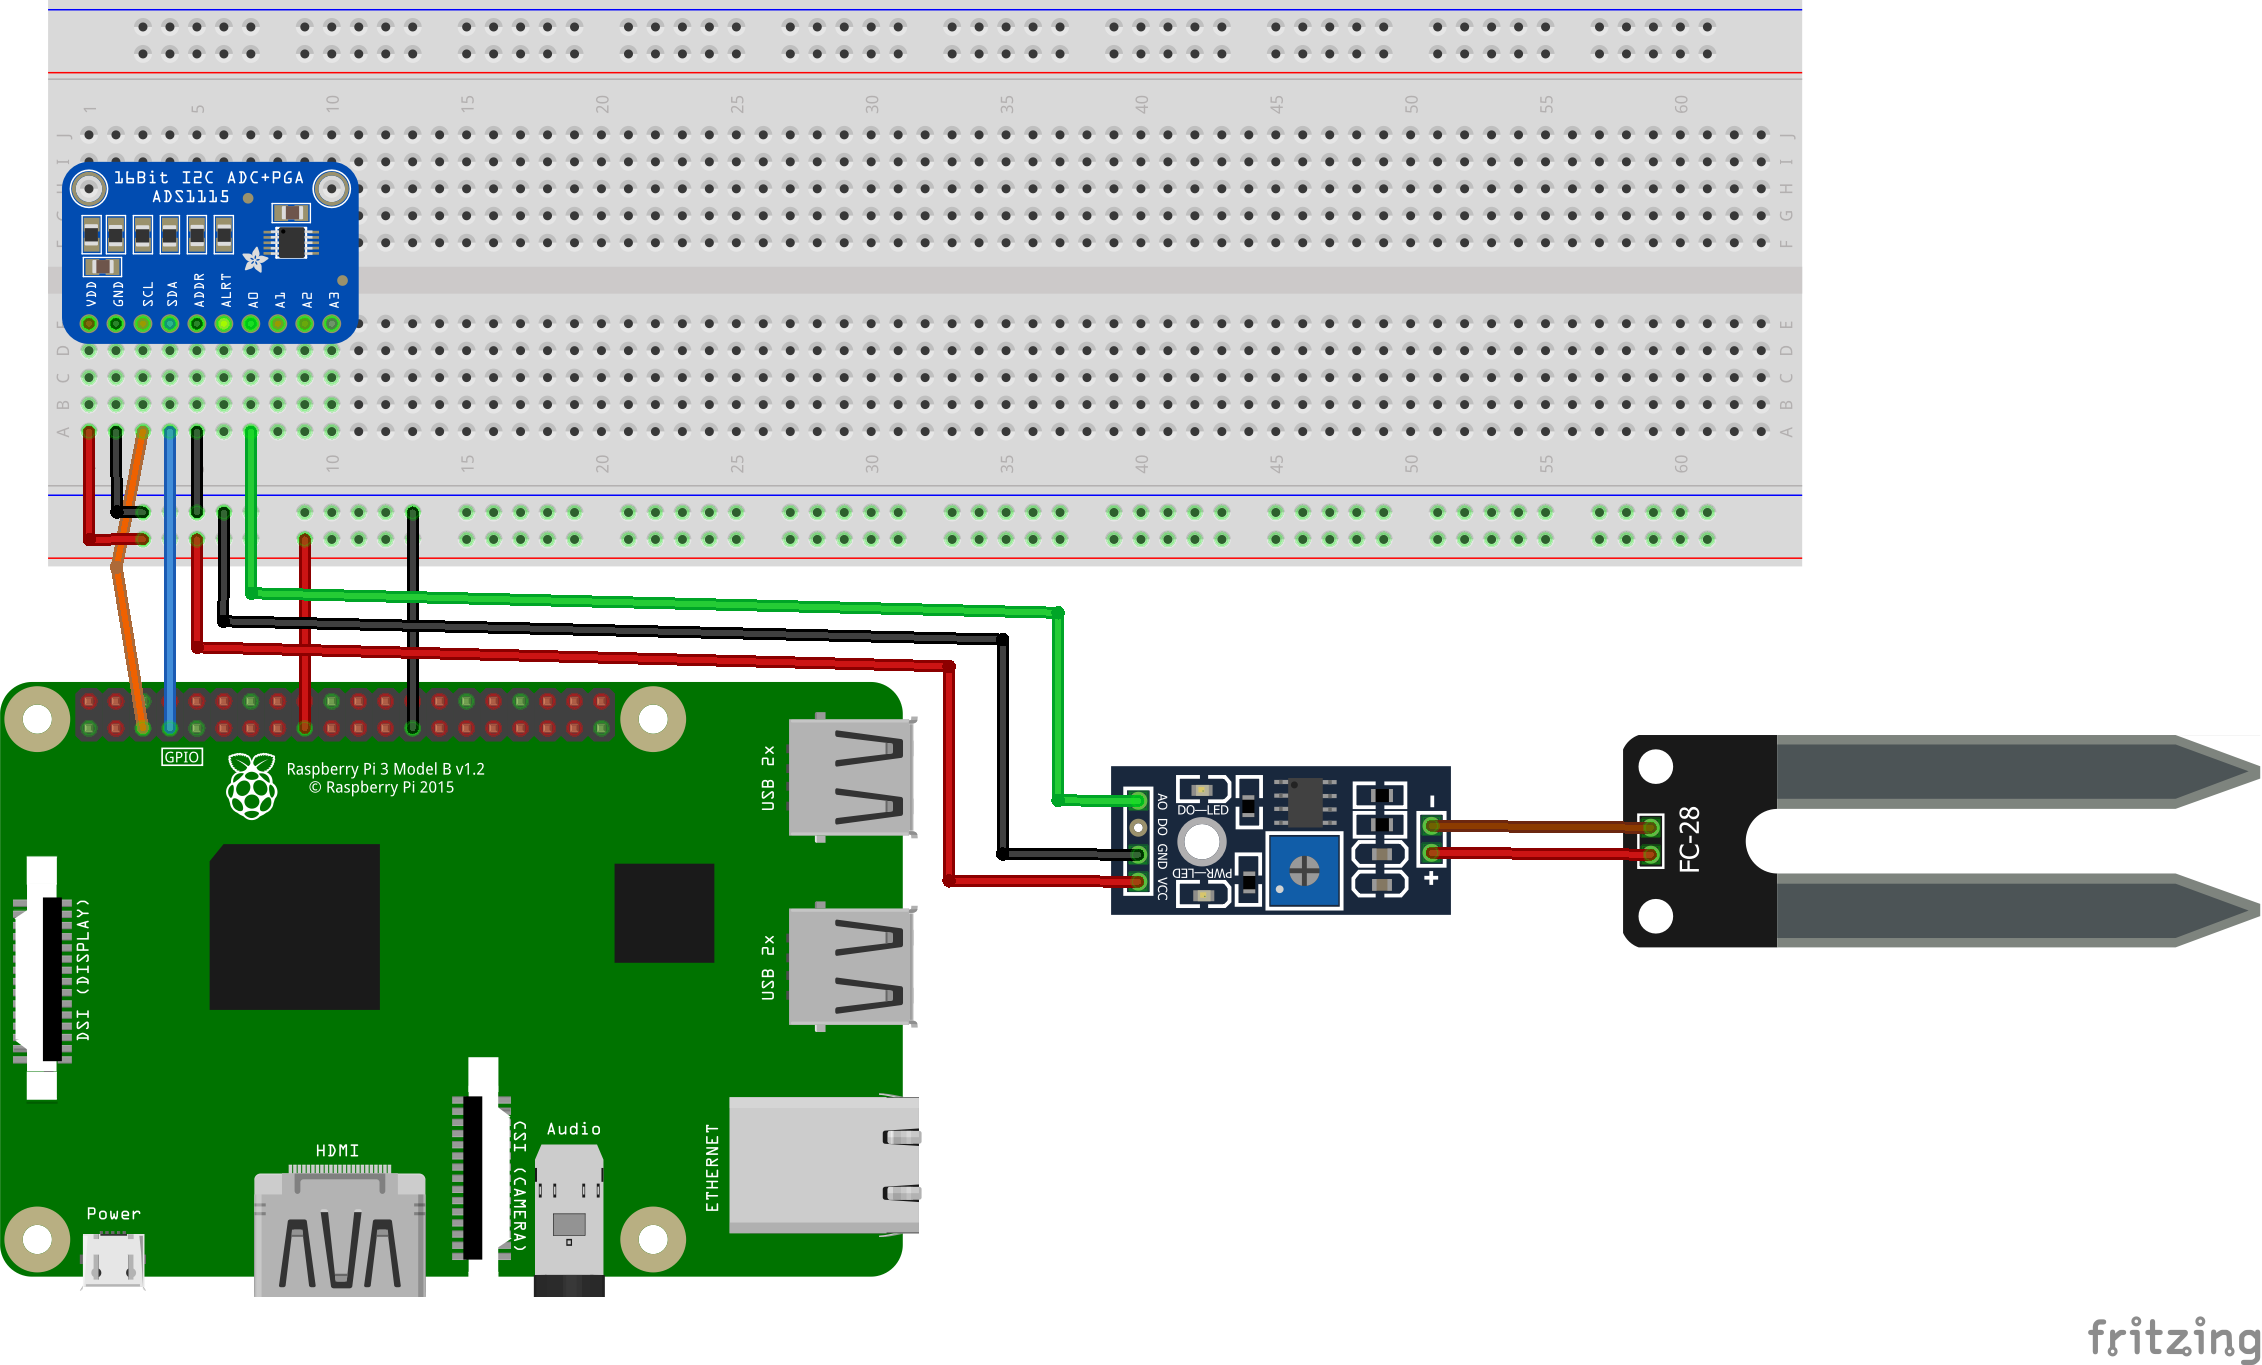 1 5 10 15 20 25 30 35 40 45 50 55 60
J J
I I
H
G
F
16Bit I2C ADC+PGA
ADS1115
VDD GND SCL SDA ADDR ALRT A0 A1 A2 A3
E
D D
C C
B B
A A
10 15 20 25 30 35 40 45 50 55 60
GPIO
Raspberry Pi 3 Model B v1.2
© Raspberry Pi 2015
USB 2x
USB 2x
DSI (DISPLAY)
CSI (CAMERA)
Audio
ETHERNET
HDMI
Power
AO DO GND VCC
DO-LED
PWR-LED
-
+
FC-28
fritzing